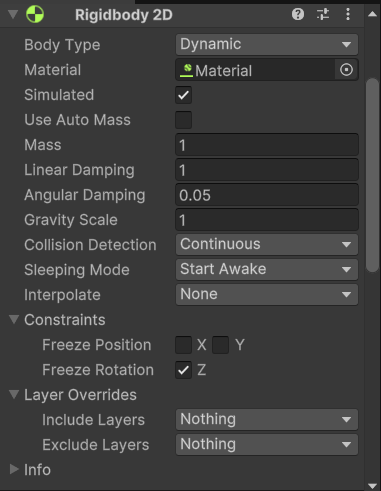 Rigidbody 2D
Body Type Dynamic
Material Material
Simulated
Use Auto Mass
Mass 1
Linear Damping 1
Angular Damping 0.05
Gravity Scale 1
Collision Detection Continuous
Sleeping Mode Start Awake
Interpolate None
Constraints
Freeze Position X Y
Freeze Rotation Z
Layer Overrides
Include Layers Nothing
Exclude Layers Nothing
Info